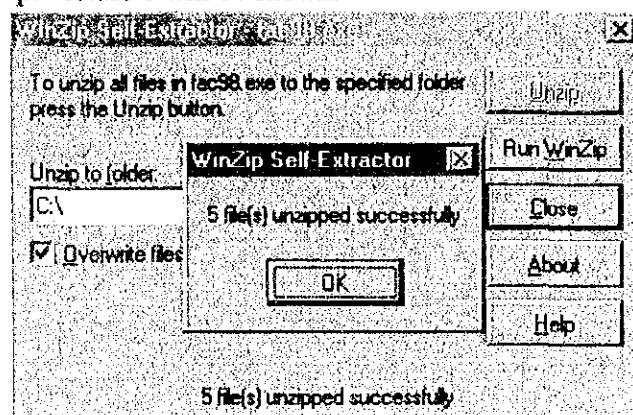 WinZip Self-Extractor - fac98.exe
To unzip all files in fac98.exe to the specified folder
press the Unzip button.
Unzip
Run WinZip
Unzip to folder:
C:\
Close
Overwrite files
About
Help
WinZip Self-Extractor
5 file(s) unzipped successfully
OK
5 file(s) unzipped successfully